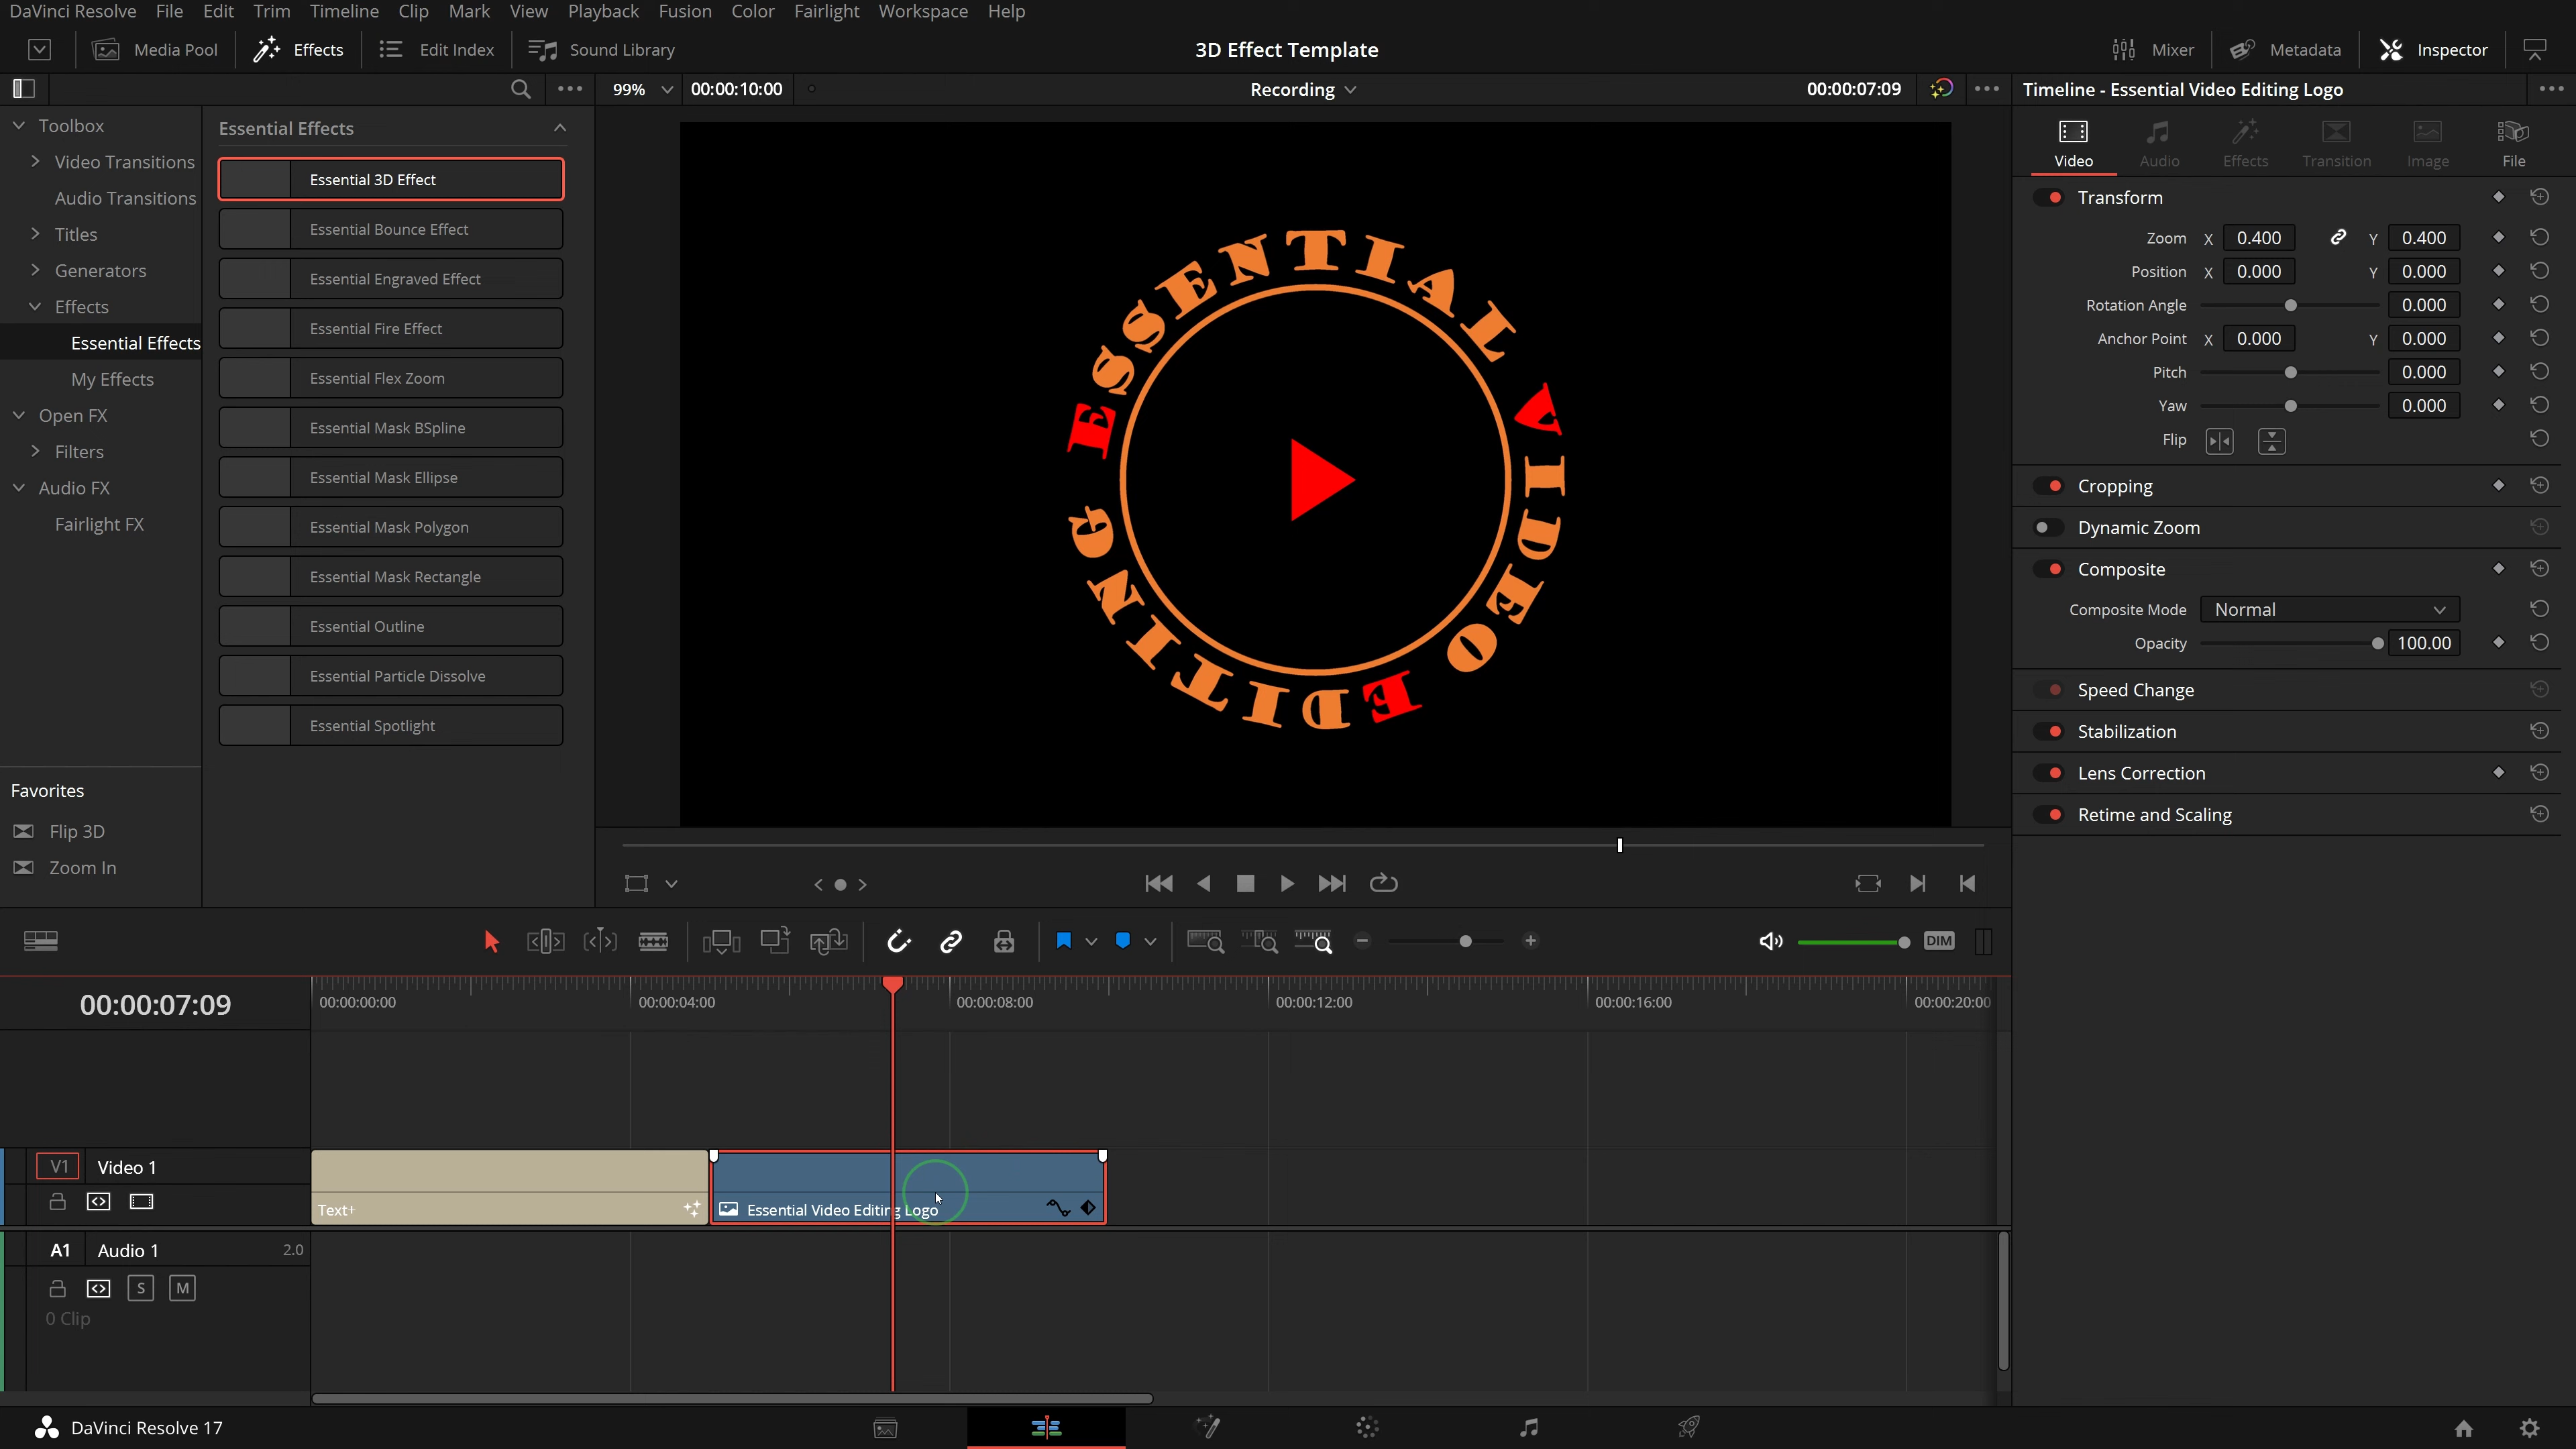 DaVinci Resolve File Edit Trim Timeline Clip Mark View Playback Fusion Color Fairlight Workspace Help
Media Pool Effects Edit Index Sound Library 3D Effect Template Mixer Metadata Inspector
99% 00:00:10:00 Recording 00:00:07:09 Timeline - Essential Video Editing Logo
Toolbox
Video Transitions
Audio Transitions
Titles
Generators
Effects
Essential Effects
My Effects
Open FX
Filters
Audio FX
Fairlight FX
Favorites
Flip 3D
Zoom In
Essential Effects
Essential 3D Effect
Essential Bounce Effect
Essential Engraved Effect
Essential Fire Effect
Essential Flex Zoom
Essential Mask BSpline
Essential Mask Ellipse
Essential Mask Polygon
Essential Mask Rectangle
Essential Outline
Essential Particle Dissolve
Essential Spotlight
ESSENTIAL VIDEO EDITING
Video Audio Effects Transition Image File
Transform
Zoom X 0.400 Y 0.400
Position X 0.000 Y 0.000
Rotation Angle 0.000
Anchor Point X 0.000 Y 0.000
Pitch 0.000
Yaw 0.000
Flip
Cropping
Dynamic Zoom
Composite
Composite Mode Normal
Opacity 100.00
Speed Change
Stabilization
Lens Correction
Retime and Scaling
DIM
00:00:07:09 00:00:00:00 00:00:04:00 00:00:08:00 00:00:12:00 00:00:16:00 00:00:20:00
V1 Video 1
Text+ Essential Video Editing Logo
A1 Audio 1 2.0
S M
0 Clip
DaVinci Resolve 17